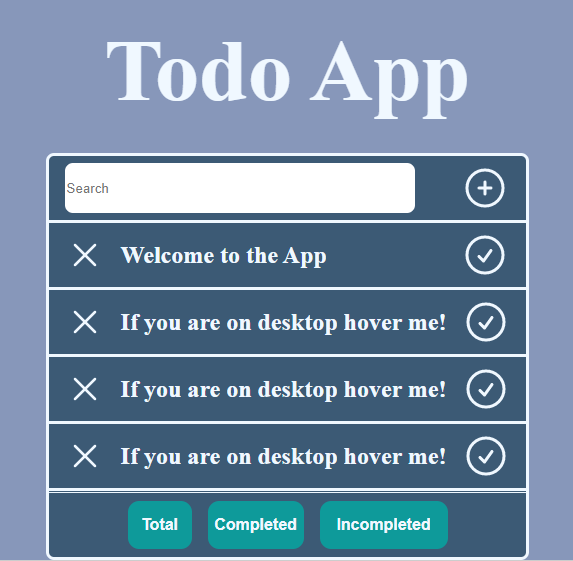 Todo App
Search
Welcome to the App
If you are on desktop hover me!
If you are on desktop hover me!
If you are on desktop hover me!
Total Completed Incompleted